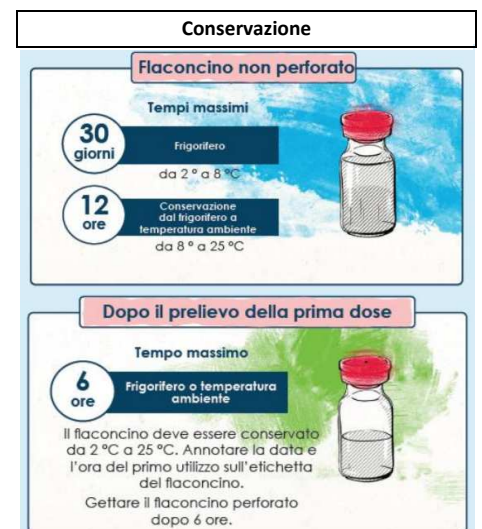 Conservazione
Flaconcino non perforato
Tempi massimi
30
giorni
Frigorifero
da 2 ° a 8 °C
12
ore
Conservazione
dal frigorifero a
temperatura ambiente
da 8 ° a 25 °C
Dopo il prelievo della prima dose
Tempo massimo
6
ore
Frigorifero o temperatura
ambiente
Il flaconcino deve essere conservato
da 2 °C a 25 °C. Annotare la data e
l'ora del primo utilizzo sull'etichetta
del flaconcino.
Gettare il flaconcino perforato
dopo 6 ore.